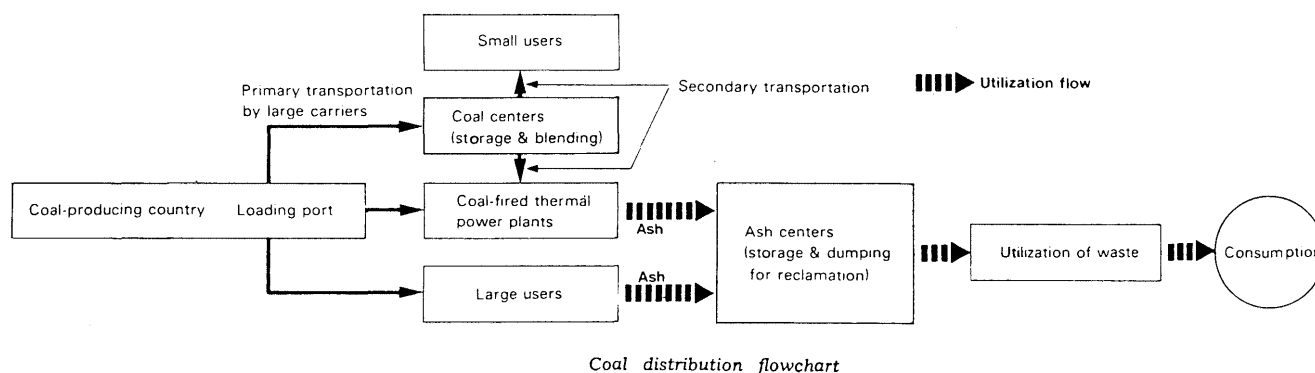 Small users
Primary transportation
by large carriers
Secondary transportation
Utilization flow
Coal centers
(storage & blending)
Coal-producing country Loading port
Coal-fired thermal
power plants
Ash
Ash centers
(storage & dumping
for reclamation)
Utilization of waste
Consumption
Ash
Large users
Coal distribution flowchart